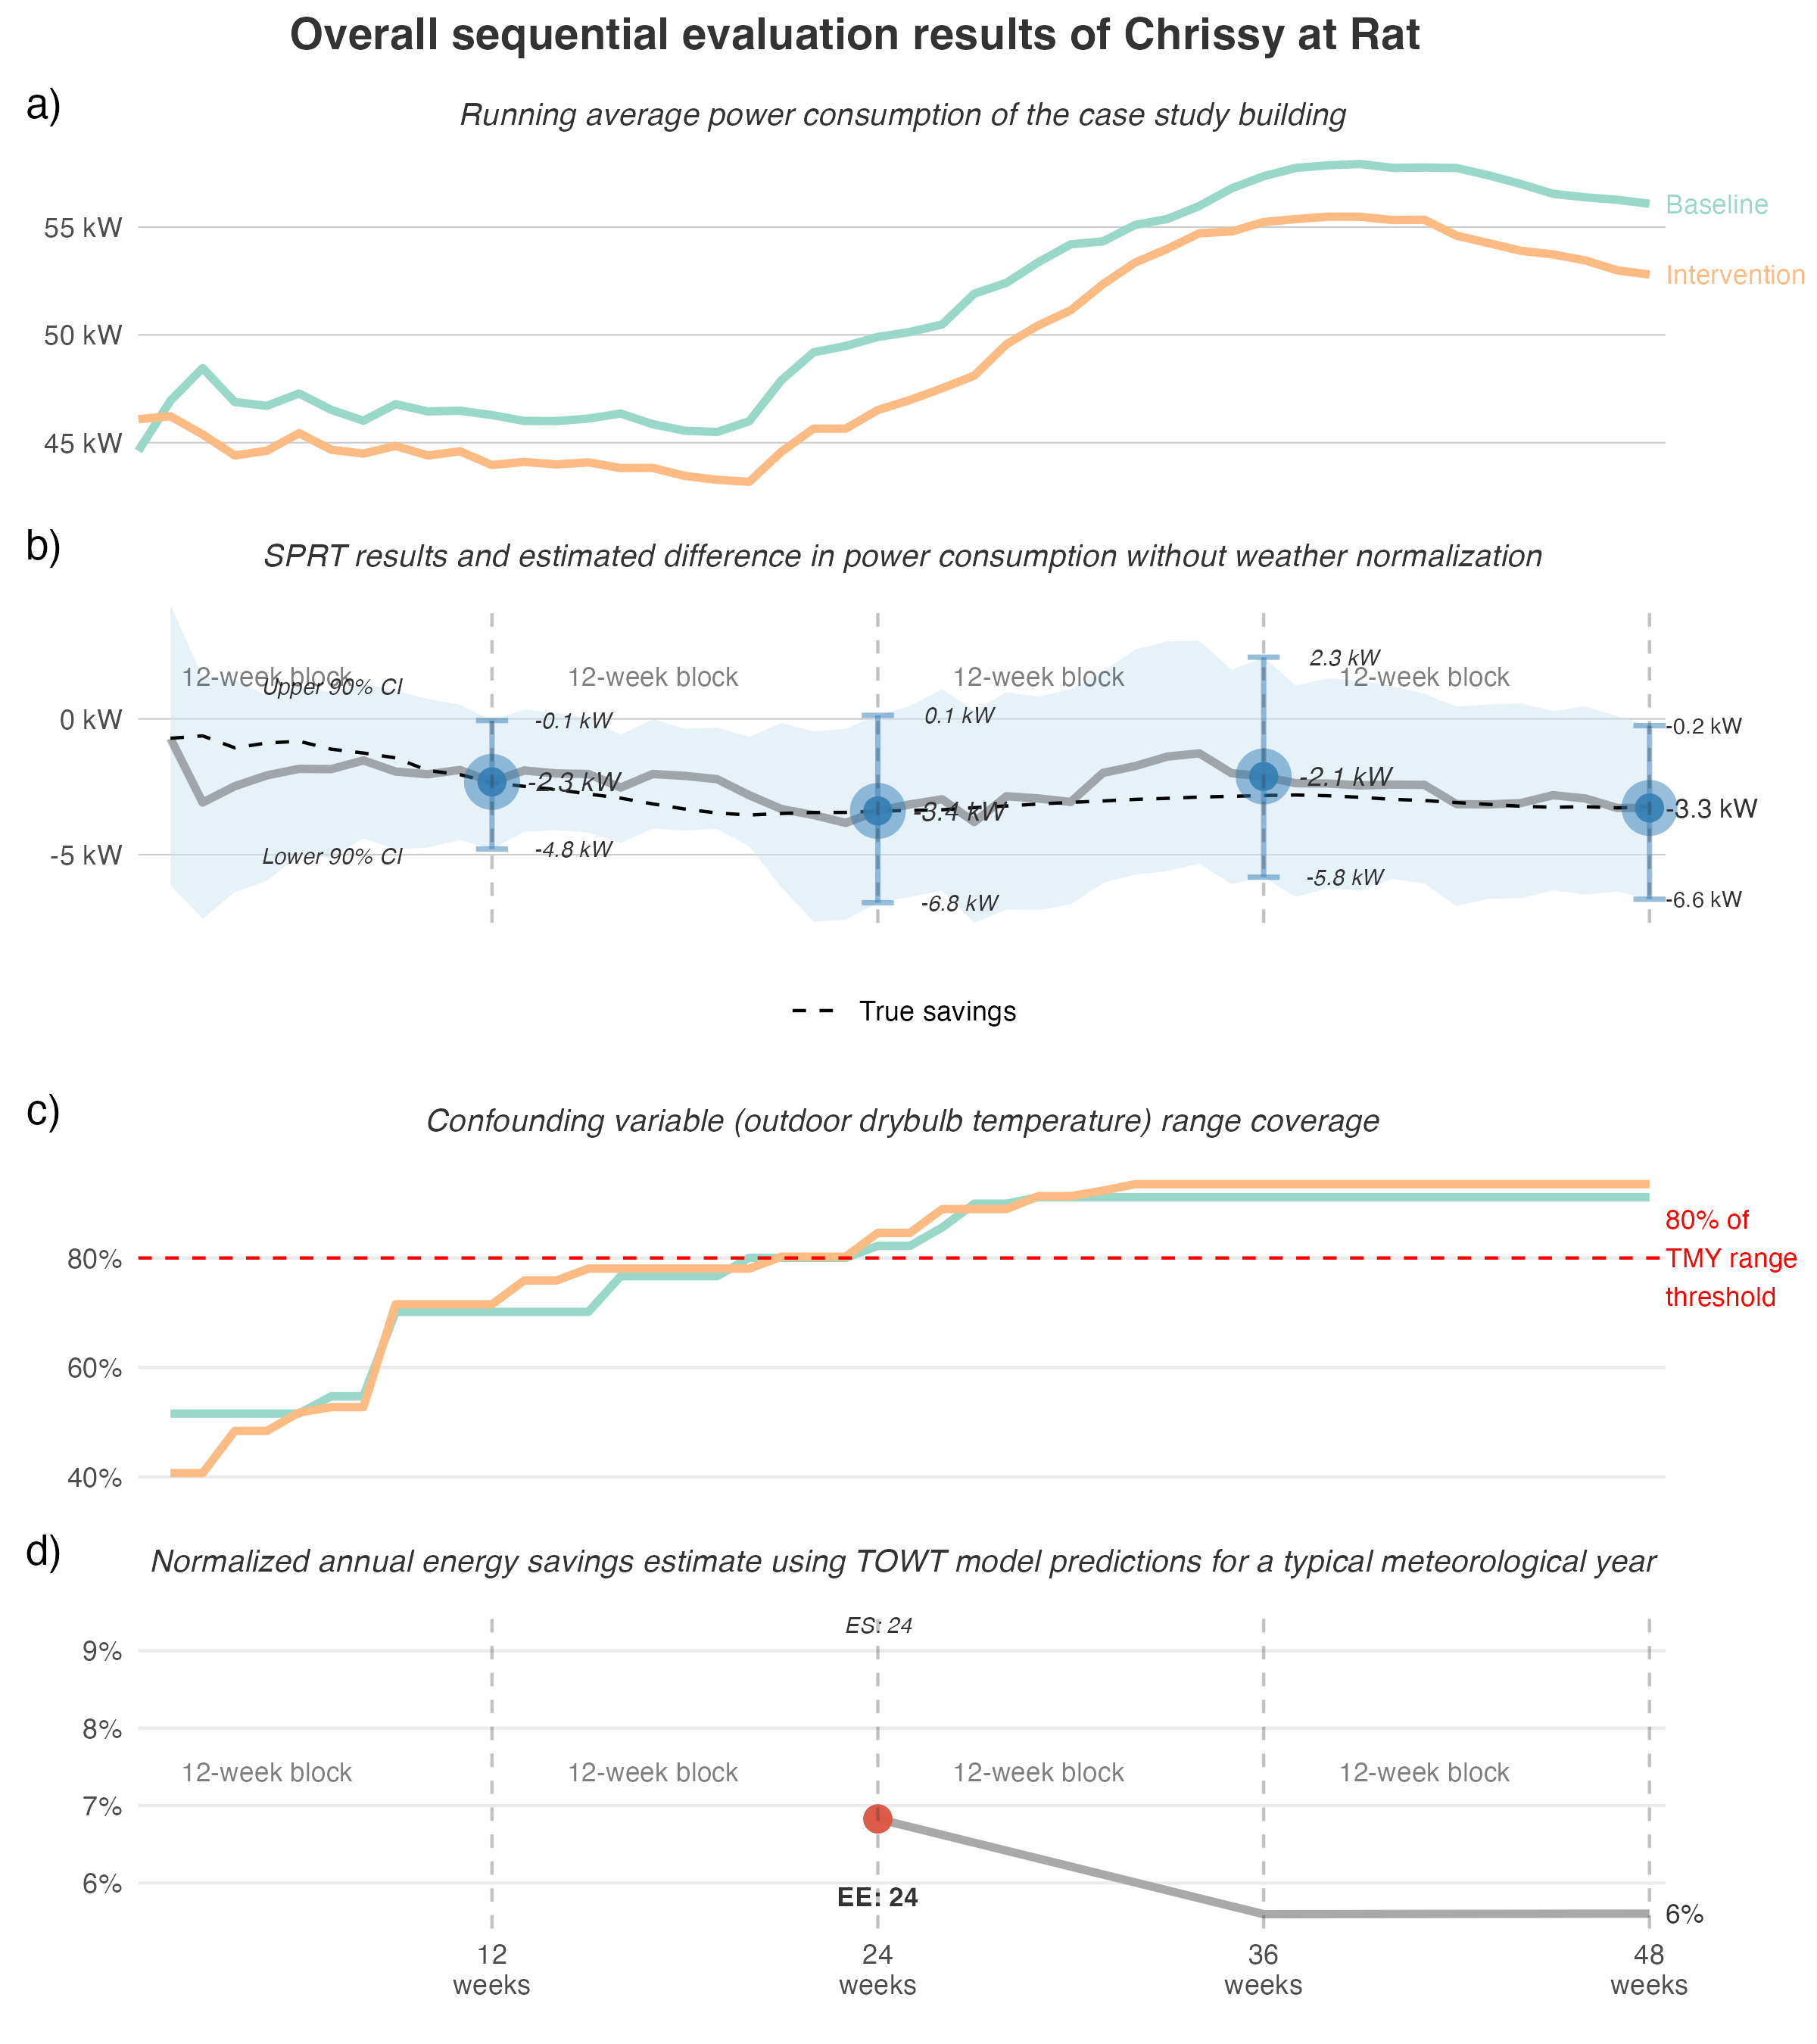 Overall sequential evaluation results of Chrissy at Rat
a)
Running average power consumption of the case study building
55 kW
50 kW
45 kW
Baseline
Intervention
b)
SPRT results and estimated difference in power consumption without weather normalization
12-week block
12-week block
12-week block
12-week block
Upper 90% CI
Lower 90% CI
0 kW
-5 kW
-0.1 kW
-2.3 kW
-4.8 kW
0.1 kW
-3.4 kW
-6.8 kW
2.3 kW
-2.1 kW
-5.8 kW
-0.2 kW
-3.3 kW
-6.6 kW
True savings
c)
Confounding variable (outdoor drybulb temperature) range coverage
80%
60%
40%
80% of
TMY range
threshold
d)
Normalized annual energy savings estimate using TOWT model predictions for a typical meteorological year
ES: 24
9%
8%
12-week block
12-week block
12-week block
12-week block
7%
6%
EE: 24
6%
12
weeks
24
weeks
36
weeks
48
weeks